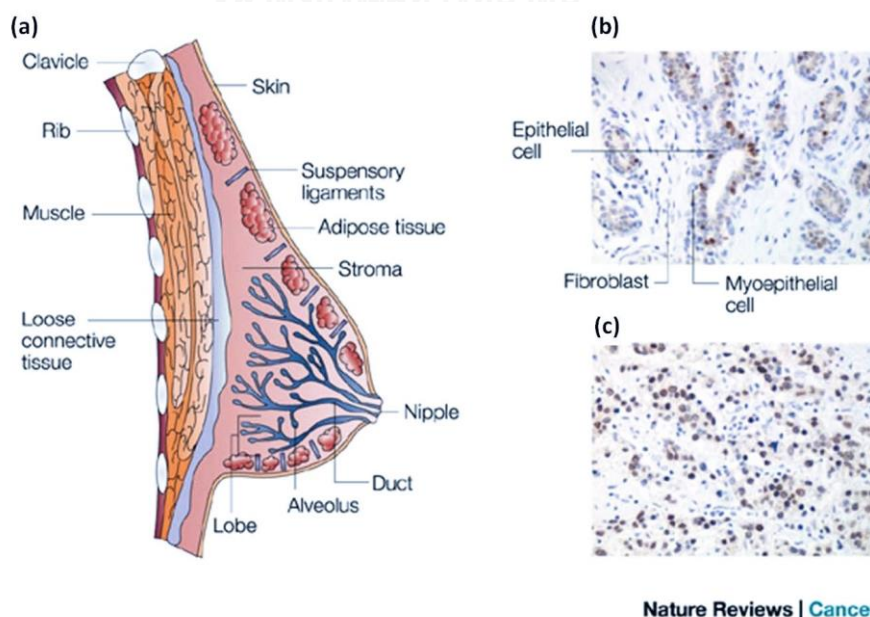 (a)
Clavicle
Rib
Muscle
Loose
connective
tissue
Skin
Suspensory
ligaments
Adipose tissue
Stroma
Nipple
Duct
Alveolus
Lobe
(b)
Epithelial
cell
Fibroblast
Myoepithelial
cell
(c)
Nature Reviews | Cance